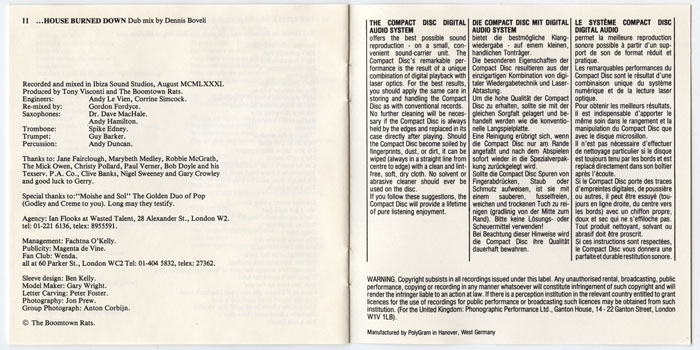 11 ...HOUSE BURNED DOWN Dub mix by Dennis Boveli
Recorded and mixed in Ibiza Sound Studios, August MCMLXXXI.
Produced by Tony Visconti and The Boomtown Rats.
Engineers: Andy Le Vien, Corrine Simcock.
Re-mixed by: Gordon Fordyce.
Saxophones: Dr. Dave MacHale.
Andy Hamilton.
Trombone: Spike Edney.
Trumpet: Guy Barker.
Percussion: Andy Duncan.
Thanks to: Jane Fairclough, Marybeth Medley, Robbie McGrath,
The Mick Owen, Christy Pollard, Paul Verner, Bob Doyle and his
Texserv. P.A. Co., Clive Banks, Nigel Sweeney and Gary Crowley
and good luck to Gerry.
Special thanks to:"Moishe and Sol" The Golden Duo of Pop
(Godley and Creme to you). Long may they testify.
Agency: Ian Flooks at Wasted Talent, 28 Alexander St., London W2.
tel: 01-221 6136, telex: 8955591.
Management: Fachtna O'Kelly.
Publicity: Magenta de Vine.
Fan Club: Wenda.
all at 60 Parker St., London WC2 Tel: 01-404 5832, telex: 27362.
Sleeve design: Ben Kelly.
Model Maker: Gary Wright.
Letter Carving: Peter Foster.
Photography: Jon Prew.
Group Photograph: Anton Corbijn.
© The Boomtown Rats.
THE COMPACT DISC DIGITAL
AUDIO SYSTEM
offers the best possible sound
reproduction - on a small, con-
venient sound-carrier unit. The
Compact Disc's remarkable per-
formance is the result of a unique
combination of digital playback with
laser optics. For the best results,
you should apply the same care in
storing and handling the Compact
Disc as with conventional records.
No further cleaning will be neces-
sary if the Compact Disc is always
held by the edges and replaced in its
case directly after playing. Should
the Compact Disc become soiled by
fingerprints, dust, or dirt, it can be
wiped (always in a straight line from
centre to edge) with a clean and lint-
free, soft, dry cloth. No solvent or
abrasive cleaner should ever be
used on the disc.
If you follow these suggestions, the
Compact Disc will provide a lifetime
of pure listening enjoyment.
DIE COMPACT DISC MIT DIGITAL
AUDIO SYSTEM
bietet die bestmögliche Klang-
wiedergabe - auf einem kleinen,
handlichen Tonträger.
Die besonderen Eigenschaften der
Compact Disc resultieren aus der
einzigartigen Kombination von digi-
taler Wiedergabetechnik und Laser-
Abtastung.
Um die hohe Qualität der Compact
Disc zu erhalten, sollte sie mit der
gleichen Sorgfalt gelagert und be-
handelt werden wie die konventio-
nelle Langspielplatte.
Eine Reinigung erübrigt sich, wenn
die Compact Disc nur am Rande
angefaßt und nach dem Abspielen
sofort wieder in die Spezialverpak-
kung zurückgelegt wird.
Sollte die Compact Disc Spuren von
Fingerabdrücken, Staub oder
Schmutz aufweisen, ist sie mit
einem sauberen, fusselfreien,
weichen und trockenen Tuch zu rei-
nigen (gradlinig von der Mitte zum
Rand). Bitte keine Lösungs- oder
Scheuermittel verwenden!
Bei Beachtung dieser Hinweise wird
die Compact Disc ihre Qualität
dauerhaft bewahren.
LE SYSTÈME COMPACT DISC
DIGITAL AUDIO
permet la meilleure reproduction
sonore possible à partir d'un sup-
port de son de format réduit et
pratique.
Les remarquables performances du
Compact Disc sont le résultat d'une
combinaison unique du système
numérique et de la lecture laser
optique.
Pour obtenir les meilleurs résultats,
il est indispensable d'apporter le
même soin dans le rangement et la
manipulation du Compact Disc que
avec le disque microsillon.
Il n'est pas nécessaire d'effectuer
de nettoyage particulier si le disque
est toujours tenu par les bords et est
replacé directement dans son boîtier
après l'écoute.
Si le Compact Disc porte des traces
d'empreintes digitales, de poussière
ou autres, il peut être essuyé (tou-
jours en ligne droite, du centre vers
les bords) avec un chiffon propre,
doux et sec qui ne s'effiloche pas.
Tout produit nettoyant, solvant ou
abrasif doit être proscrit.
Si ces instructions sont respectées,
le Compact Disc vous donnera une
parfaite et durable restitution sonore.
WARNING. Copyright subsists in all recordings issued under this label. Any unauthorised rental, broadcasting, public
performance, copying or recording in any manner whatsoever will constitute infringement of such copyright and will
render the infringer liable to an action at law. If there is a perception institution in the relevant country entitled to grant
licences for the use of recordings for public performance or broadcasting such licences may be obtained from such
institution. (For the United Kingdom: Phonographic Performance Ltd., Ganton House, 14 - 22 Ganton Street, London
W1V 1LB).
Manufactured by PolyGram in Hanover, West Germany